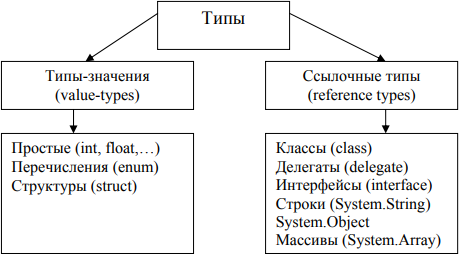 Типы
Типы-значения
(value-types)
Ссылочные типы
(reference types)
Простые (int, float,…)
Перечисления (enum)
Структуры (struct)
Классы (class)
Делегаты (delegate)
Интерфейсы (interface)
Строки (System.String)
System.Object
Массивы (System.Array)